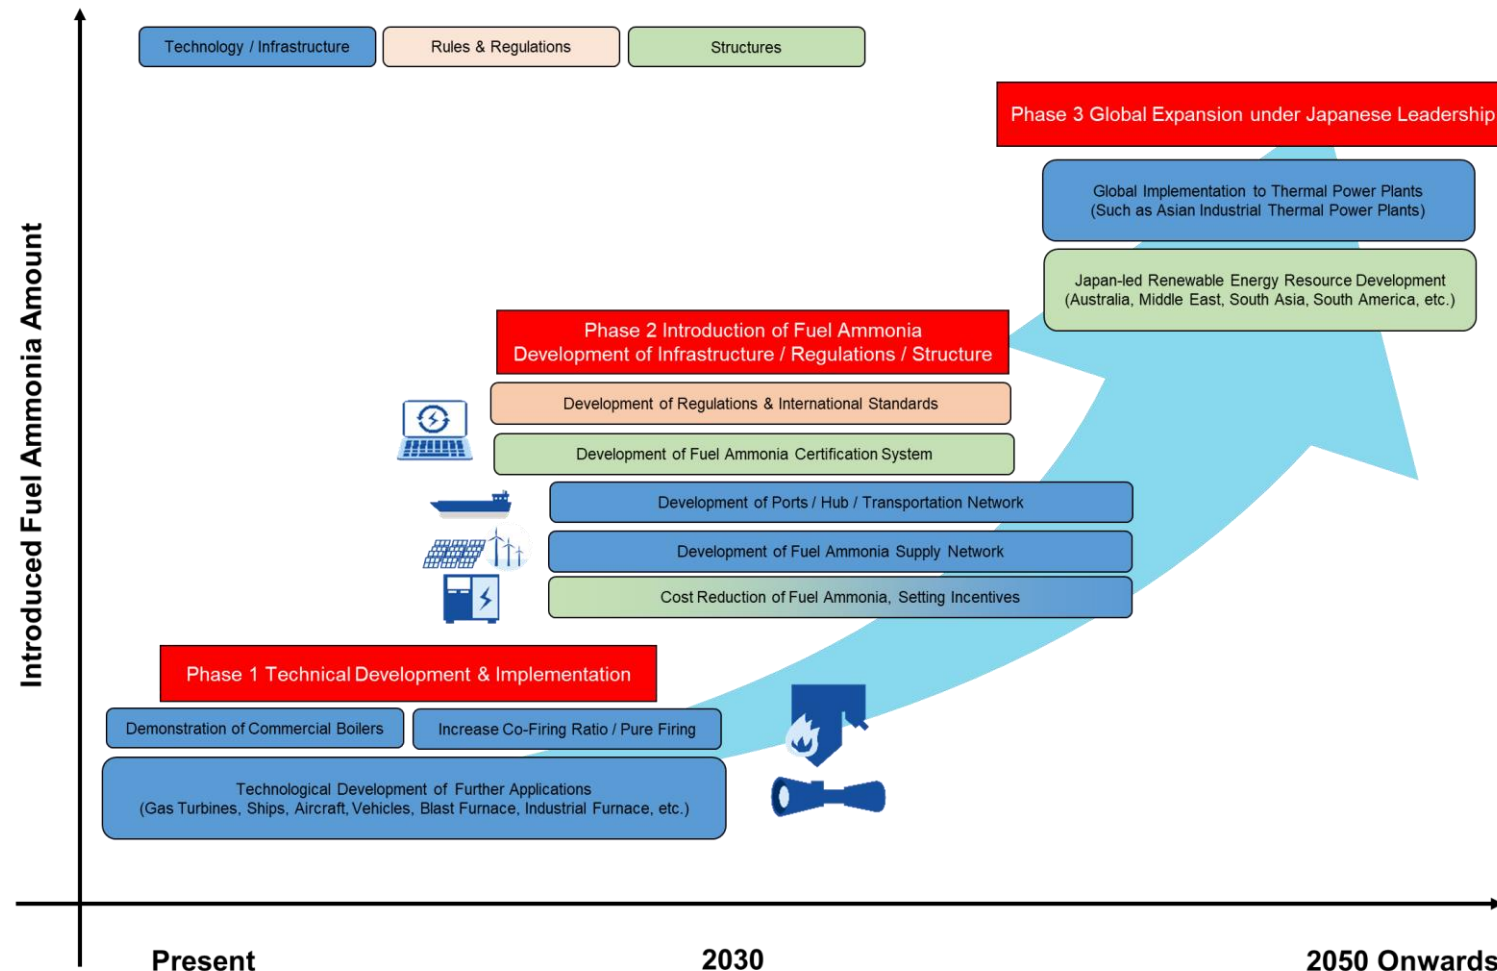 Technology / Infrastructure
Rules & Regulations
Structures
Phase 3 Global Expansion under Japanese Leadership
Global Implementation to Thermal Power Plants
(Such as Asian Industrial Thermal Power Plants)
Japan-led Renewable Energy Resource Development
(Australia, Middle East, South Asia, South America, etc.)
Introduced Fuel Ammonia Amount
Phase 2 Introduction of Fuel Ammonia
Development of Infrastructure / Regulations / Structure
Development of Regulations & International Standards
Development of Fuel Ammonia Certification System
Development of Ports / Hub / Transportation Network
Development of Fuel Ammonia Supply Network
Cost Reduction of Fuel Ammonia, Setting Incentives
Phase 1 Technical Development & Implementation
Demonstration of Commercial Boilers
Increase Co-Firing Ratio / Pure Firing
Technological Development of Further Applications
(Gas Turbines, Ships, Aircraft, Vehicles, Blast Furnace, Industrial Furnace, etc.)
Present
2030
2050 Onwards